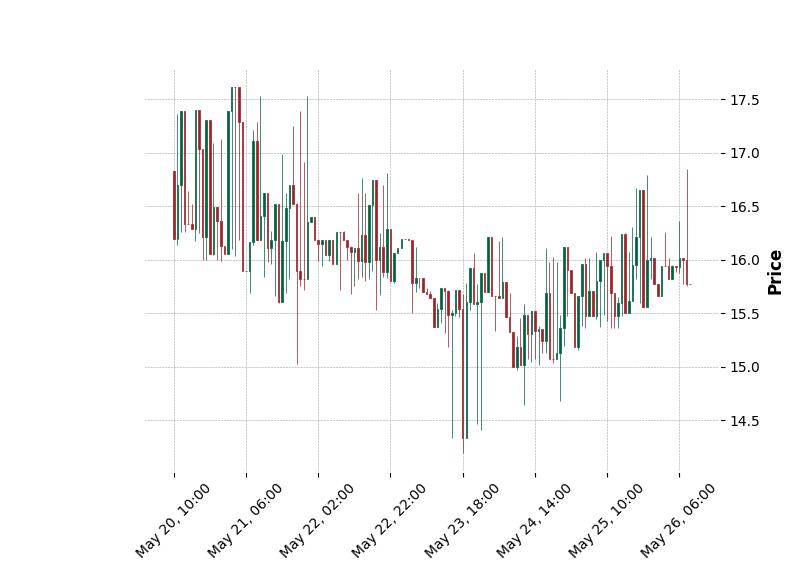 17.5
17.0
16.5
16.0
15.5
15.0
14.5
Price
May 20, 10:00
May 21, 06:00
May 22, 02:00
May 22, 22:00
May 23, 18:00
May 24, 14:00
May 25, 10:00
May 26, 06:00